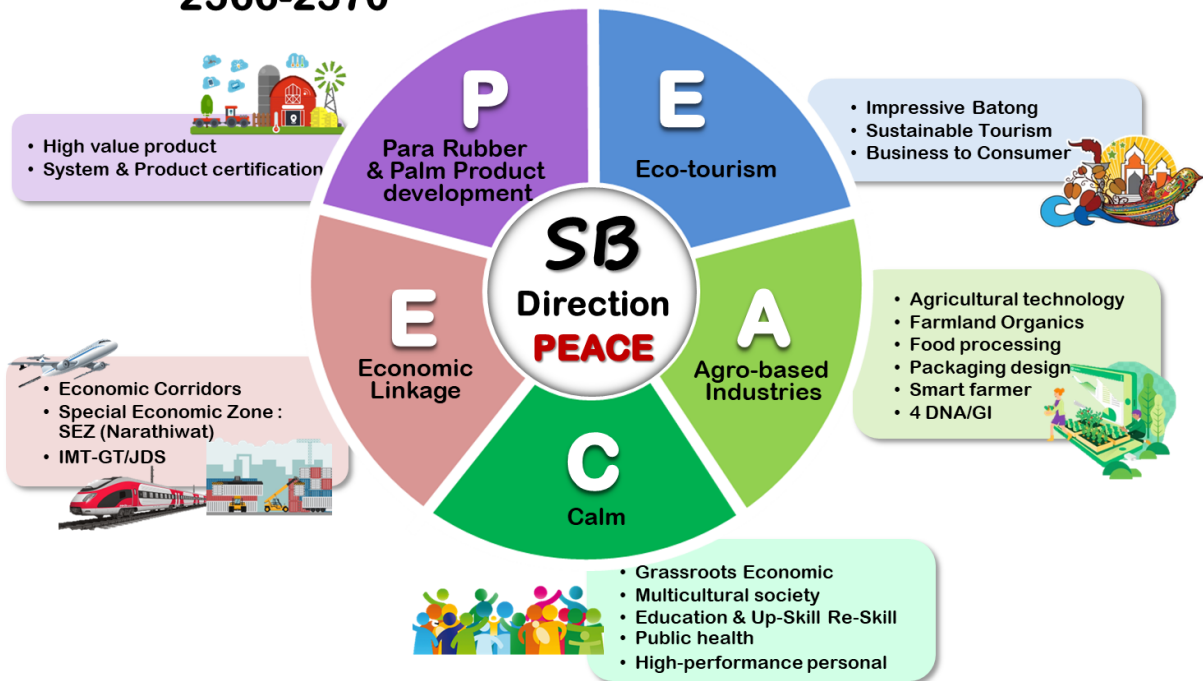 2566-2570
P
Para Rubber
& Palm Product
development
E
Eco-tourism
• High value product
• System & Product certification
• Impressive Batong
• Sustainable Tourism
• Business to Consumer
SB
Direction
PEACE
E
Economic
Linkage
A
Agro-based
Industries
• Agricultural technology
• Farmland Organics
• Food processing
• Packaging design
• Smart farmer
• 4 DNA/GI
• Economic Corridors
• Special Economic Zone :
SEZ (Narathiwat)
• IMT-GT/JDS
C
Calm
• Grassroots Economic
• Multicultural society
• Education & Up-Skill Re-Skill
• Public health
• High-performance personal